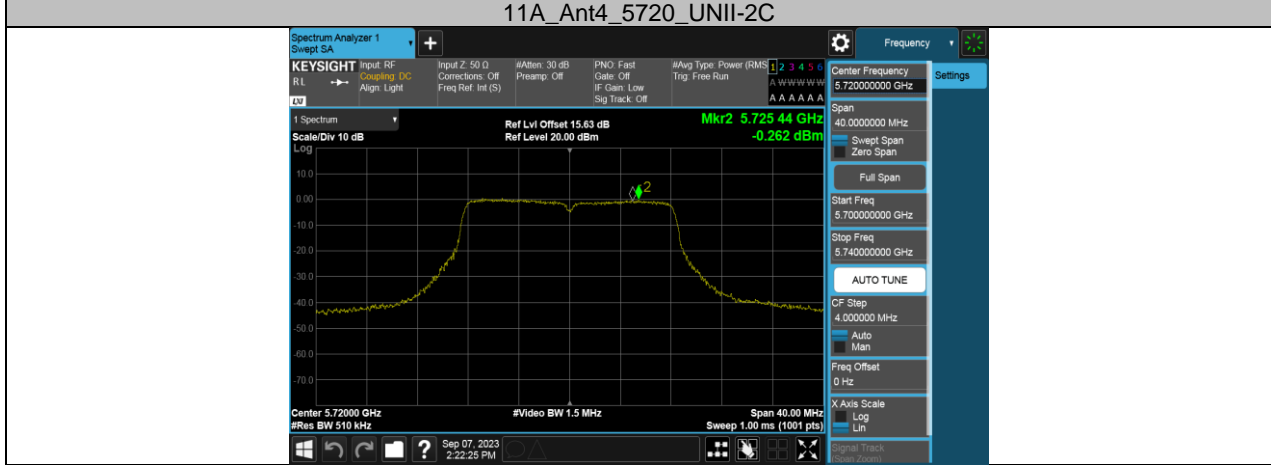 11A_Ant4_5720_UNII-2C
Spectrum Analyzer 1
Swept SA
+
Frequency
KEYSIGHT
RL
LXI
Input: RF
Coupling: DC
Align: Light
Input Z: 50 Ω
Corrections: Off
Freq Ref: Int (S)
#Atten: 30 dB
Preamp: Off
PNO: Fast
Gate: Off
IF Gain: Low
Sig Track: Off
#Avg Type: Power (RMS
Trig: Free Run
1 2 3 4 5 6
A W W W W W
A A A A A A
Center Frequency
5.720000000 GHz
Settings
Span
40.0000000 MHz
Swept Span
Zero Span
Full Span
Start Freq
5.700000000 GHz
Stop Freq
5.740000000 GHz
AUTO TUNE
CF Step
4.000000 MHz
Auto
Man
Freq Offset
0 Hz
X Axis Scale
Log
Lin
Signal Track
(Span Zoom)
1 Spectrum
Scale/Div 10 dB
Log
Ref Lvl Offset 15.63 dB
Ref Level 20.00 dBm
Mkr2 5.725 44 GHz
-0.262 dBm
10.0
0.00
-10.0
-20.0
-30.0
-40.0
-50.0
-60.0
-70.0
2
Center 5.72000 GHz
#Res BW 510 kHz
#Video BW 1.5 MHz
Span 40.00 MHz
Sweep 1.00 ms (1001 pts)
?
Sep 07, 2023
2:22:25 PM